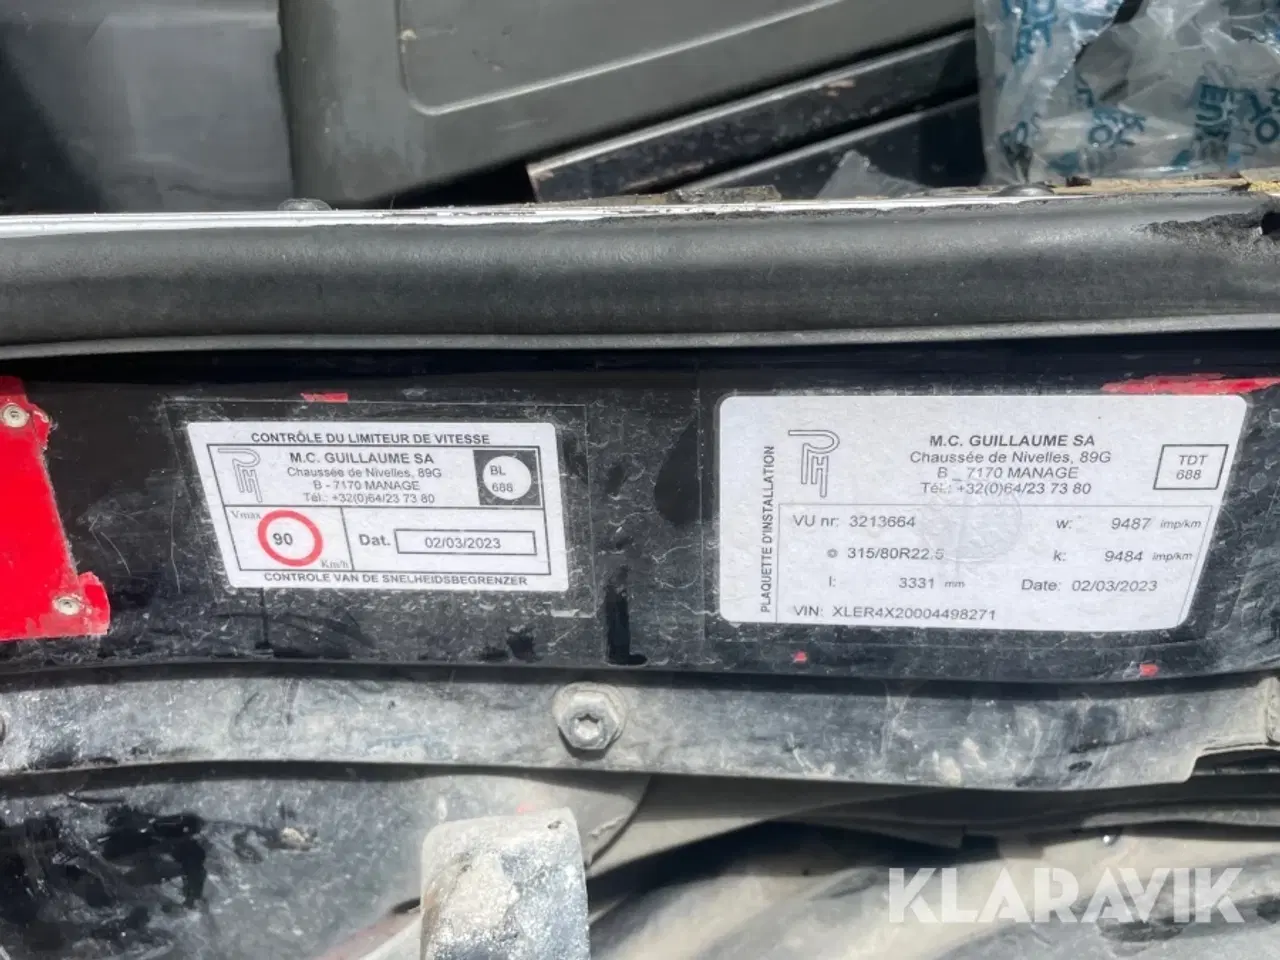 CONTRÔLE DU LIMITEUR DE VITESSE
M.C. GUILLAUME SA
Chaussée de Nivelles, 89G
B - 7170 MANAGE
Tél.: +32(0)64/23 73 80
BL
688
Vmax
90
Km/h
Dat. 02/03/2023
CONTROLE VAN DE SNELHEIDSBEGRENZER
PLAQUETTE D'INSTALLATION
M.C. GUILLAUME SA
Chaussée de Nivelles, 89G
B - 7170 MANAGE
Tél.: +32(0)64/23 73 80
TDT
688
VU nr: 3213664 w: 9487 imp/km
315/80R22.5 k: 9484 imp/km
l: 3331 mm Date: 02/03/2023
VIN: XLER4X20004498271
KLARAVIK